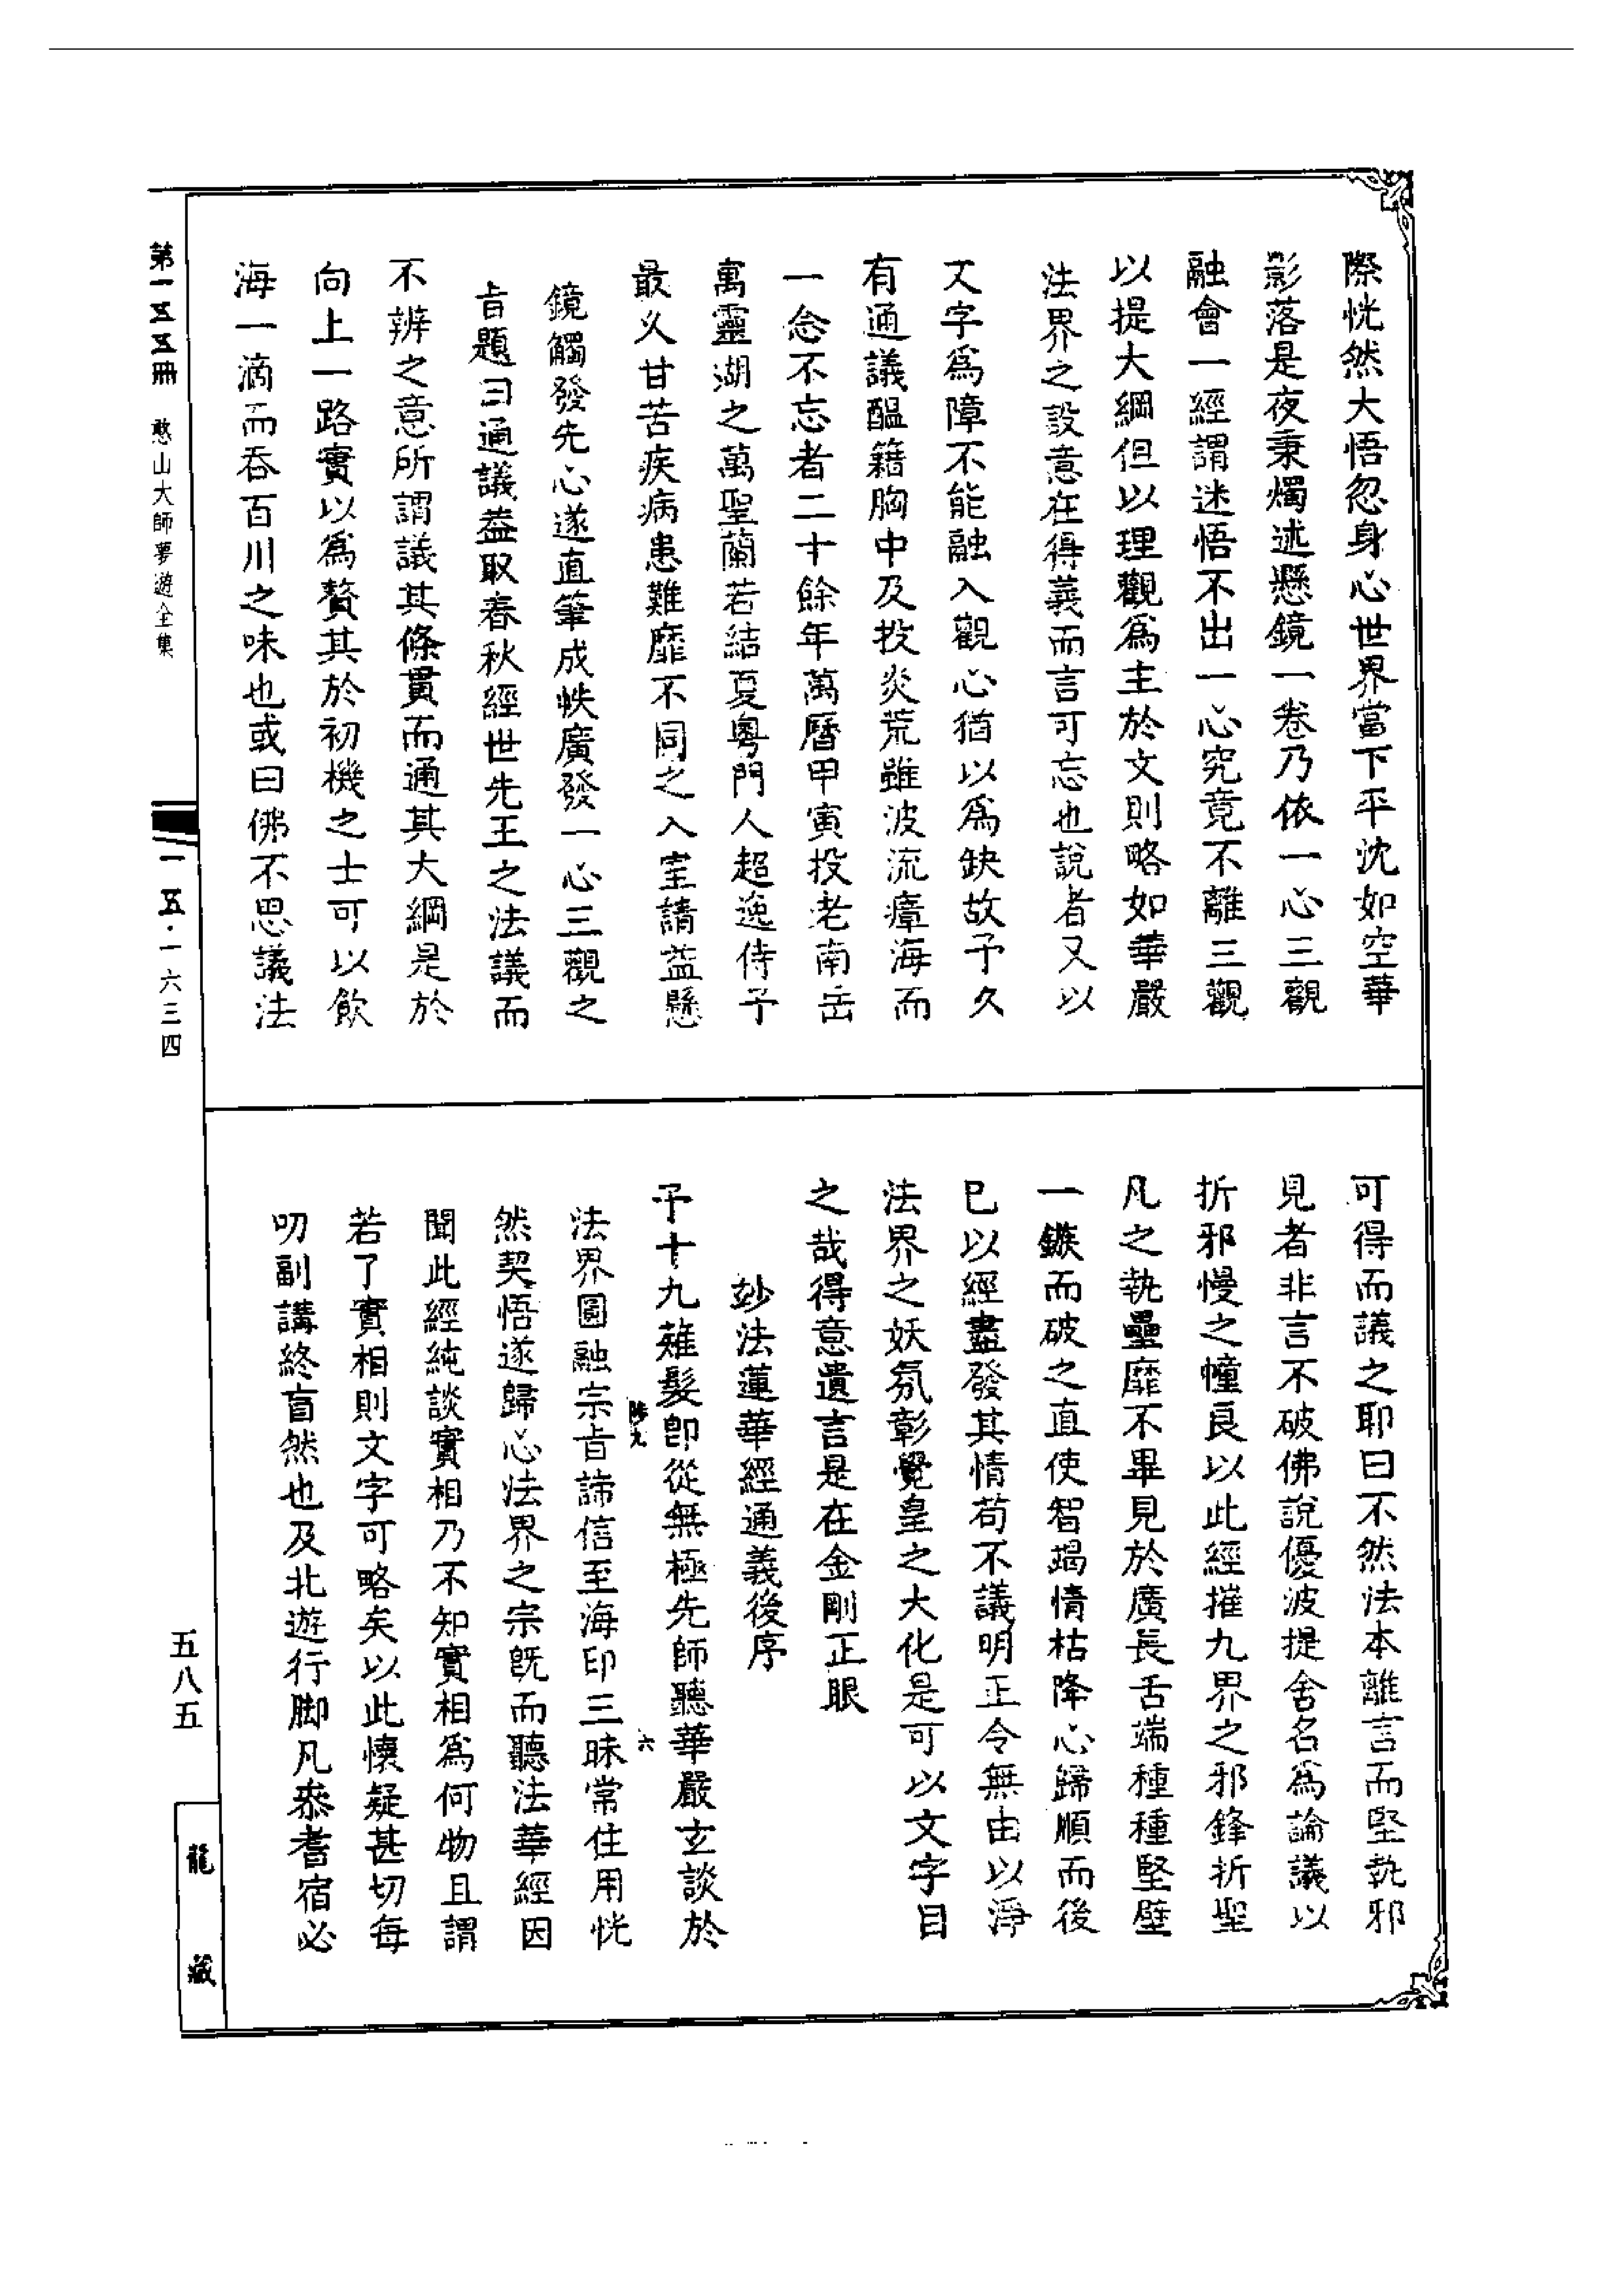 際恍然大悟忽身心世界當下平沈如空華
影落是夜秉燭述懸鏡一卷乃依一心三觀
融會一經謂迷悟不出一心究竟不離三觀
以提大綱但以理觀爲主於文則略如華嚴
法界之設意在得義而言可忘也說者又以
文字爲障不能融入觀心猶以爲缺故予久
有通議醞籍胸中及投炎荒雖波流瘴海而
一念不忘者二十餘年萬曆甲寅投老南岳
寓靈湖之萬聖蘭若結夏粵門人超逸侍予
最乆甘苦疾病患難靡不同之入室請益懸
鏡觸發先心遂直筆成帙廣發一心三觀之
旨題曰通議葢取春秋經世先王之法議而
不辨之意所謂議其條貫而通其大綱是於
向上一路實以爲贅其於初機之士可以飲
海一滴而吞百川之味也或曰佛不思議法
可得而議之耶曰不然法本離言而堅執邪
見者非言不破佛說優波提舍名爲論議以
折邪慢之幢良以此經摧九界之邪鋒折聖
凡之執壘靡不畢見於廣長舌端種種堅壁
一鏃而破之直使智竭情枯降心歸順而後
已以經盡發其情苟不議明正令無由以淨
法界之妖氛彰覺皇之大化是可以文字目
之哉得意遺言是在金剛正眼
妙法蓮華經通義後序
予十九薙髮卽從無極先師聽華嚴玄談於
法界圓融宗旨諦信至海印三昧常住用恍
然契悟遂歸心法界之宗旣而聽法華經因
聞此經純談實相乃不知實相爲何物且謂
若了實相則文字可略矣以此懷疑甚切每
叨副講終盲然也及北遊行脚凡叅耆宿必
六
第一五五冊 憨山大師夢遊全集
一五·一六三四
五八五
龍藏